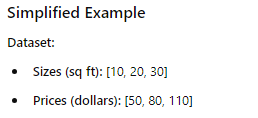 Simplified Example
Dataset:
• Sizes (sq ft): [10, 20, 30]
• Prices (dollars): [50, 80, 110]